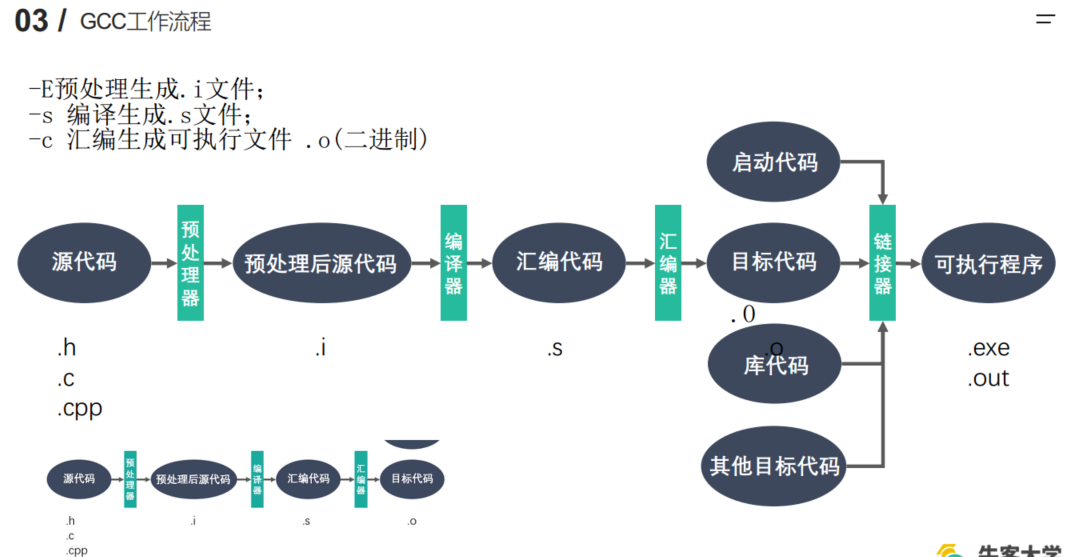 03 / GCC工作流程
-E预处理生成.i文件;
-s 编译生成.s文件;
-c 汇编生成可执行文件 .o(二进制)
启动代码
源代码
预处理器
预处理后源代码
编译器
汇编代码
汇编器
目标代码
链接器
可执行程序
.O
.h
.c
.cpp
.i
.s
.o
库代码
.exe
.out
其他目标代码
源代码
预处理器
预处理后源代码
编译器
汇编代码
汇编器
目标代码
.h
.c
.cpp
.i
.s
.o
牛客大学